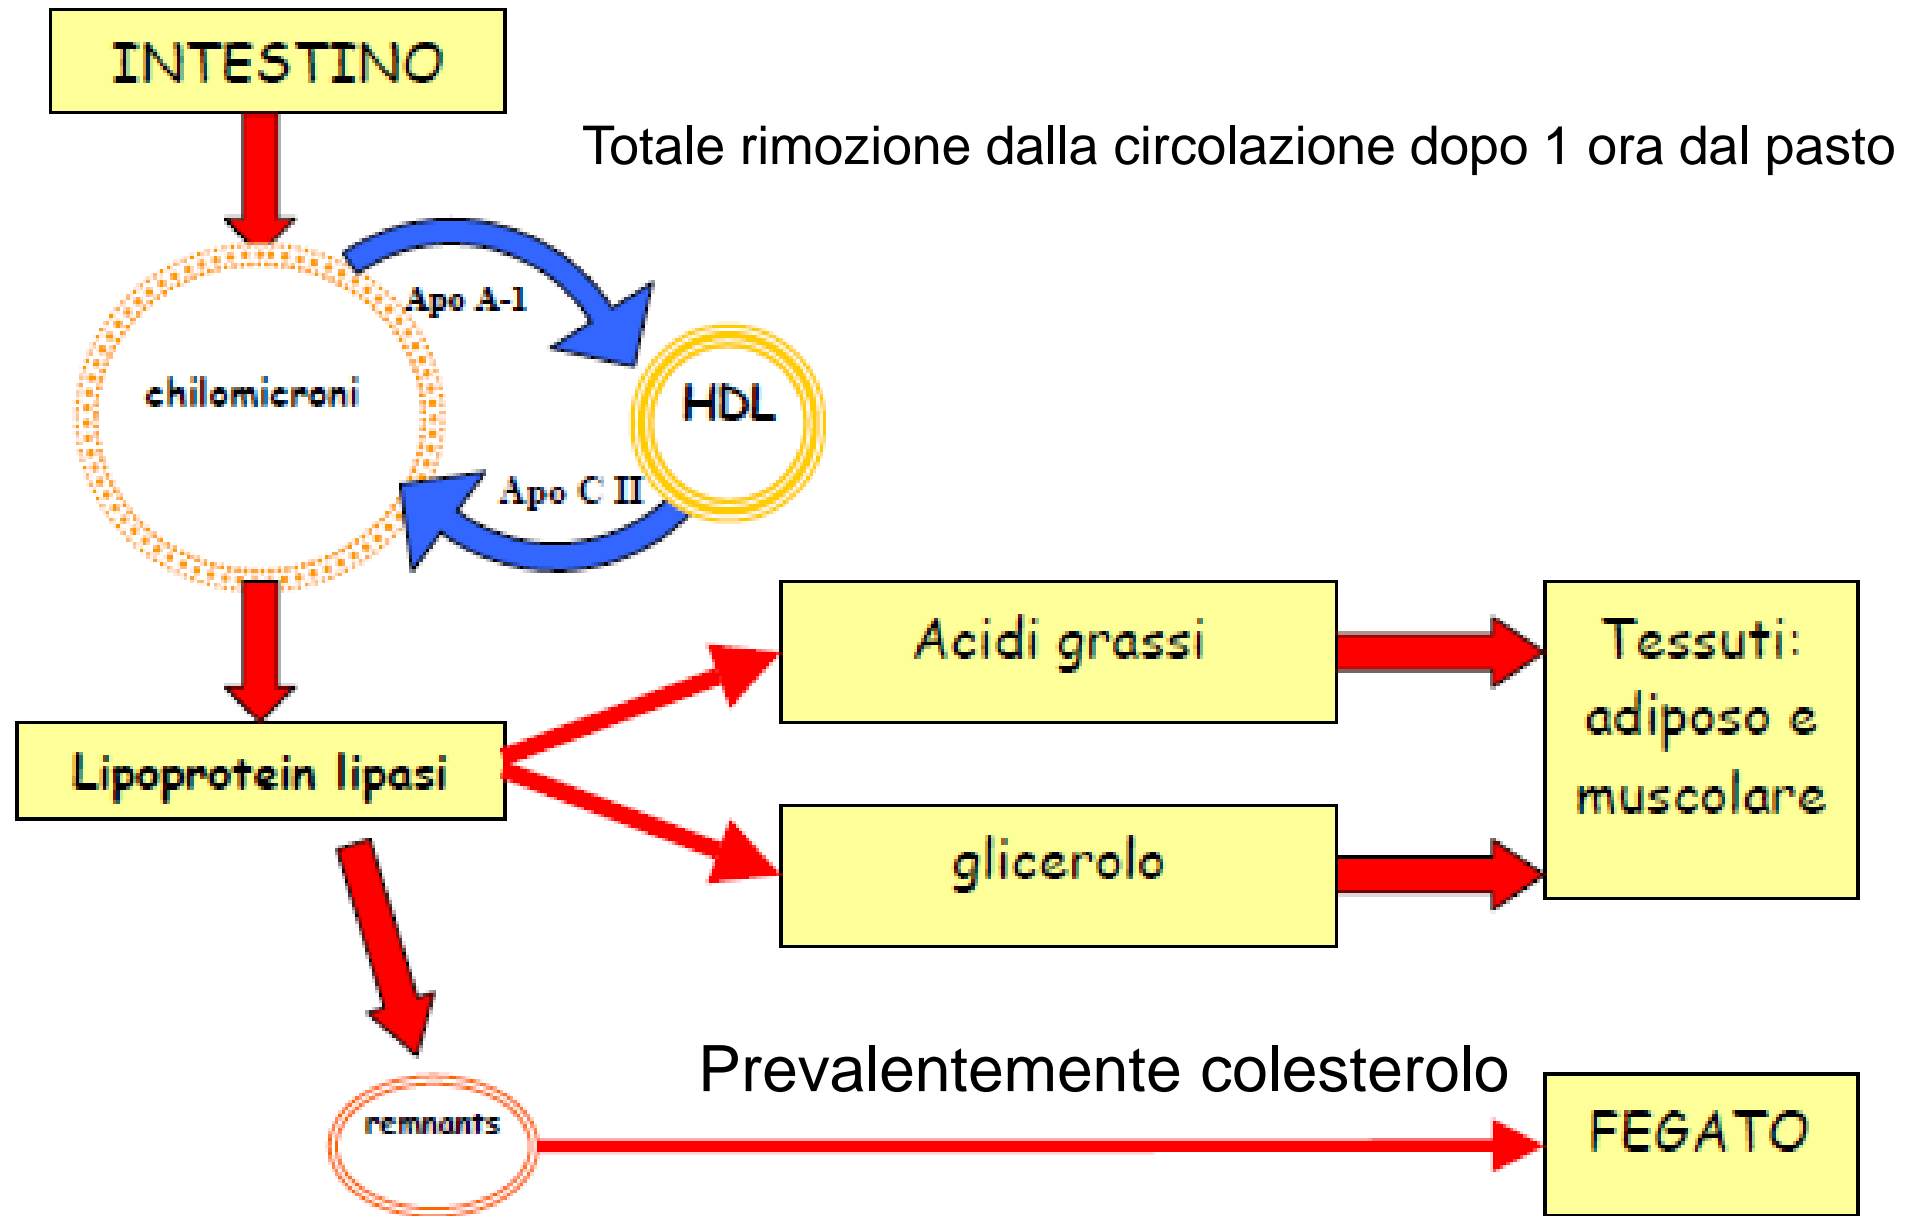 INTESTINO
Totale rimozione dalla circolazione dopo 1 ora dal pasto
Apo A-1
chilomicroni
HDL
Apo C II
Acidi grassi
Tessuti:
adiposo e
muscolare
Lipoprotein lipasi
glicerolo
Prevalentemente colesterolo
remnants
FEGATO